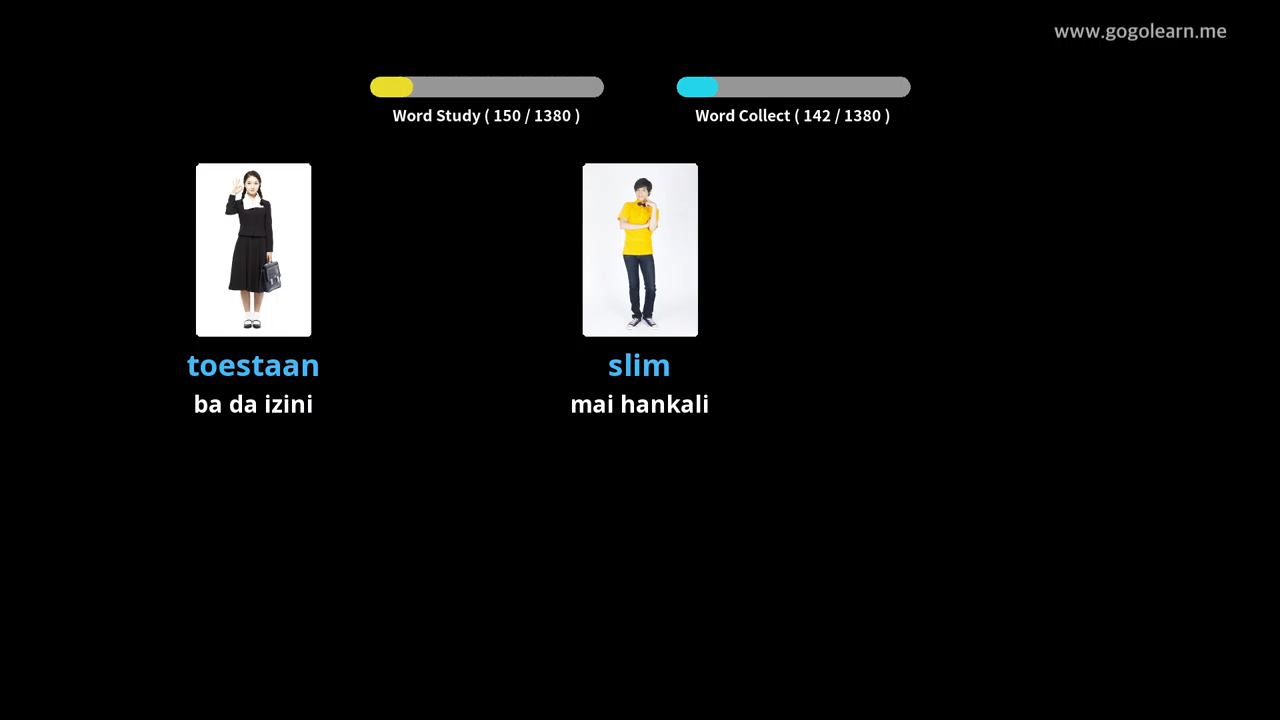 www.gogolearn.me
Word Study ( 150 / 1380 )
Word Collect ( 142 / 1380 )
toestaan
slim
ba da izini
mai hankali